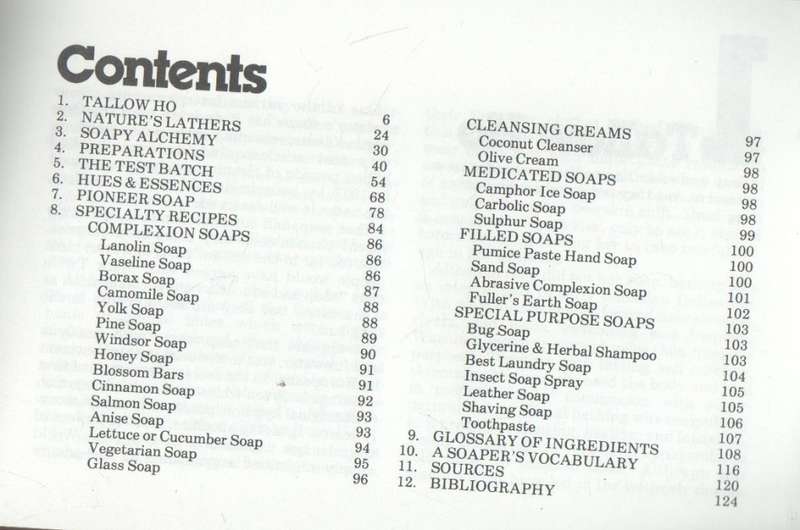 Contents
1. TALLOW HO 6
2. NATURE'S LATHERS 24
3. SOAPY ALCHEMY 30
4. PREPARATIONS 40
5. THE TEST BATCH 54
6. HUES & ESSENCES 68
7. PIONEER SOAP 78
8. SPECIALTY RECIPES 84
COMPLEXION SOAPS 86
Lanolin Soap 86
Vaseline Soap 86
Borax Soap 87
Camomile Soap 88
Yolk Soap 88
Pine Soap 89
Windsor Soap 90
Honey Soap 91
Blossom Bars 91
Cinnamon Soap 92
Salmon Soap 93
Anise Soap 93
Lettuce or Cucumber Soap 94
Vegetarian Soap 95
Glass Soap 96
CLEANSING CREAMS 97
Coconut Cleanser 97
Olive Cream 98
MEDICATED SOAPS 98
Camphor Ice Soap 98
Carbolic Soap 98
Sulphur Soap 99
FILLED SOAPS 100
Pumice Paste Hand Soap 100
Sand Soap 100
Abrasive Complexion Soap 101
Fuller's Earth Soap 102
SPECIAL PURPOSE SOAPS 103
Bug Soap 103
Glycerine & Herbal Shampoo 103
Best Laundry Soap 104
Insect Soap Spray 105
Leather Soap 105
Shaving Soap 106
Toothpaste 107
9. GLOSSARY OF INGREDIENTS 108
10. A SOAPER'S VOCABULARY 116
11. SOURCES 120
12. BIBLIOGRAPHY 124